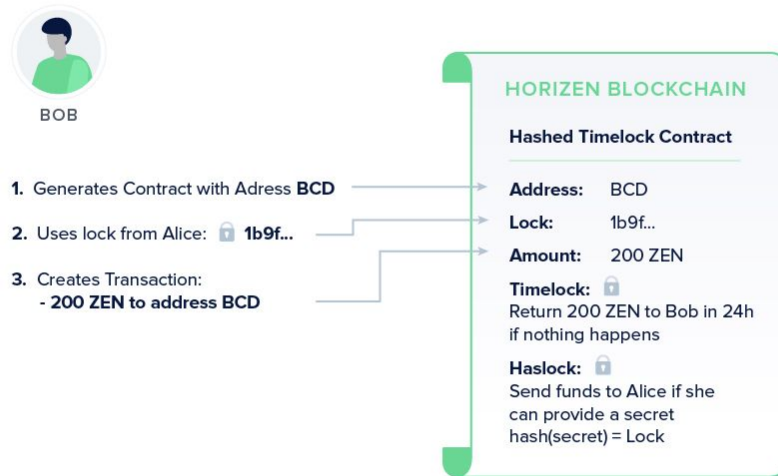 BOB
1. Generates Contract with Adress BCD
2. Uses lock from Alice: 1b9f...
3. Creates Transaction:
- 200 ZEN to address BCD
HORIZEN BLOCKCHAIN
Hashed Timelock Contract
Address: BCD
Lock: 1b9f...
Amount: 200 ZEN
Timelock:
Return 200 ZEN to Bob in 24h
if nothing happens
Haslock:
Send funds to Alice if she
can provide a secret
hash(secret) = Lock